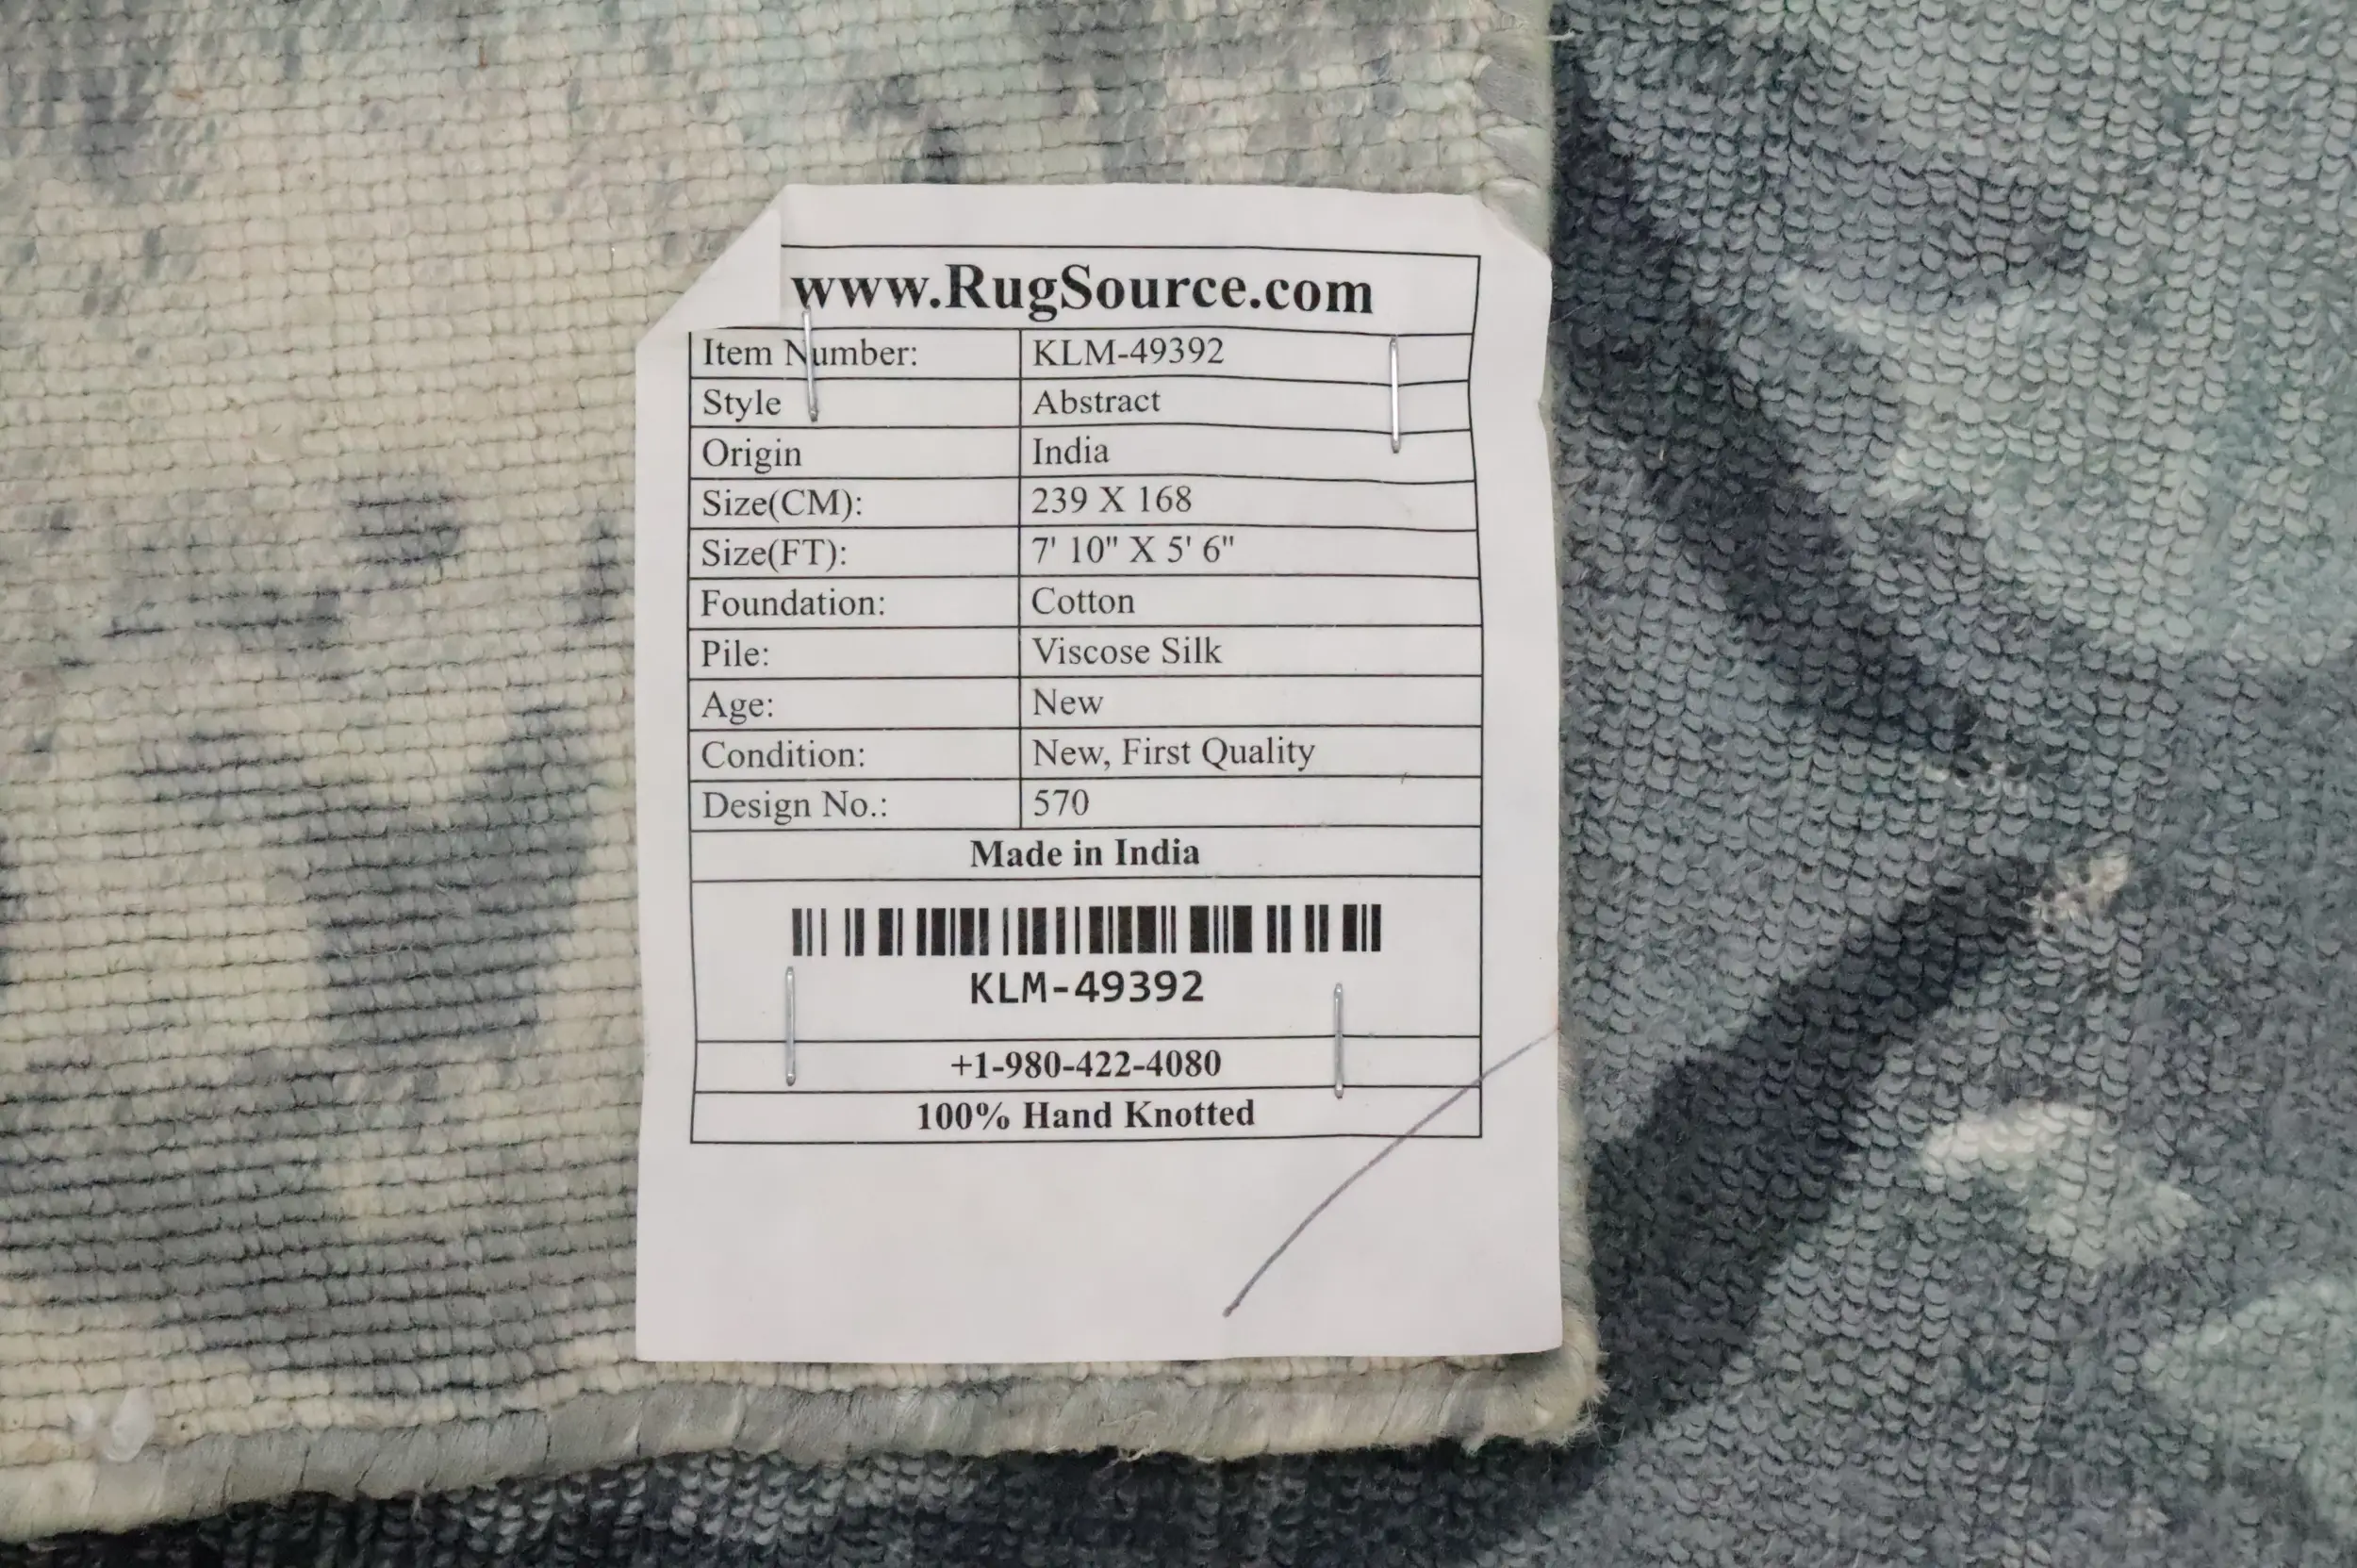 www.RugSource.com
Item Number: KLM-49392
Style Abstract
Origin India
Size(CM): 239 X 168
Size(FT): 7' 10" X 5' 6"
Foundation: Cotton
Pile: Viscose Silk
Age: New
Condition: New, First Quality
Design No.: 570
Made in India
KLM-49392
+1-980-422-4080
100% Hand Knotted